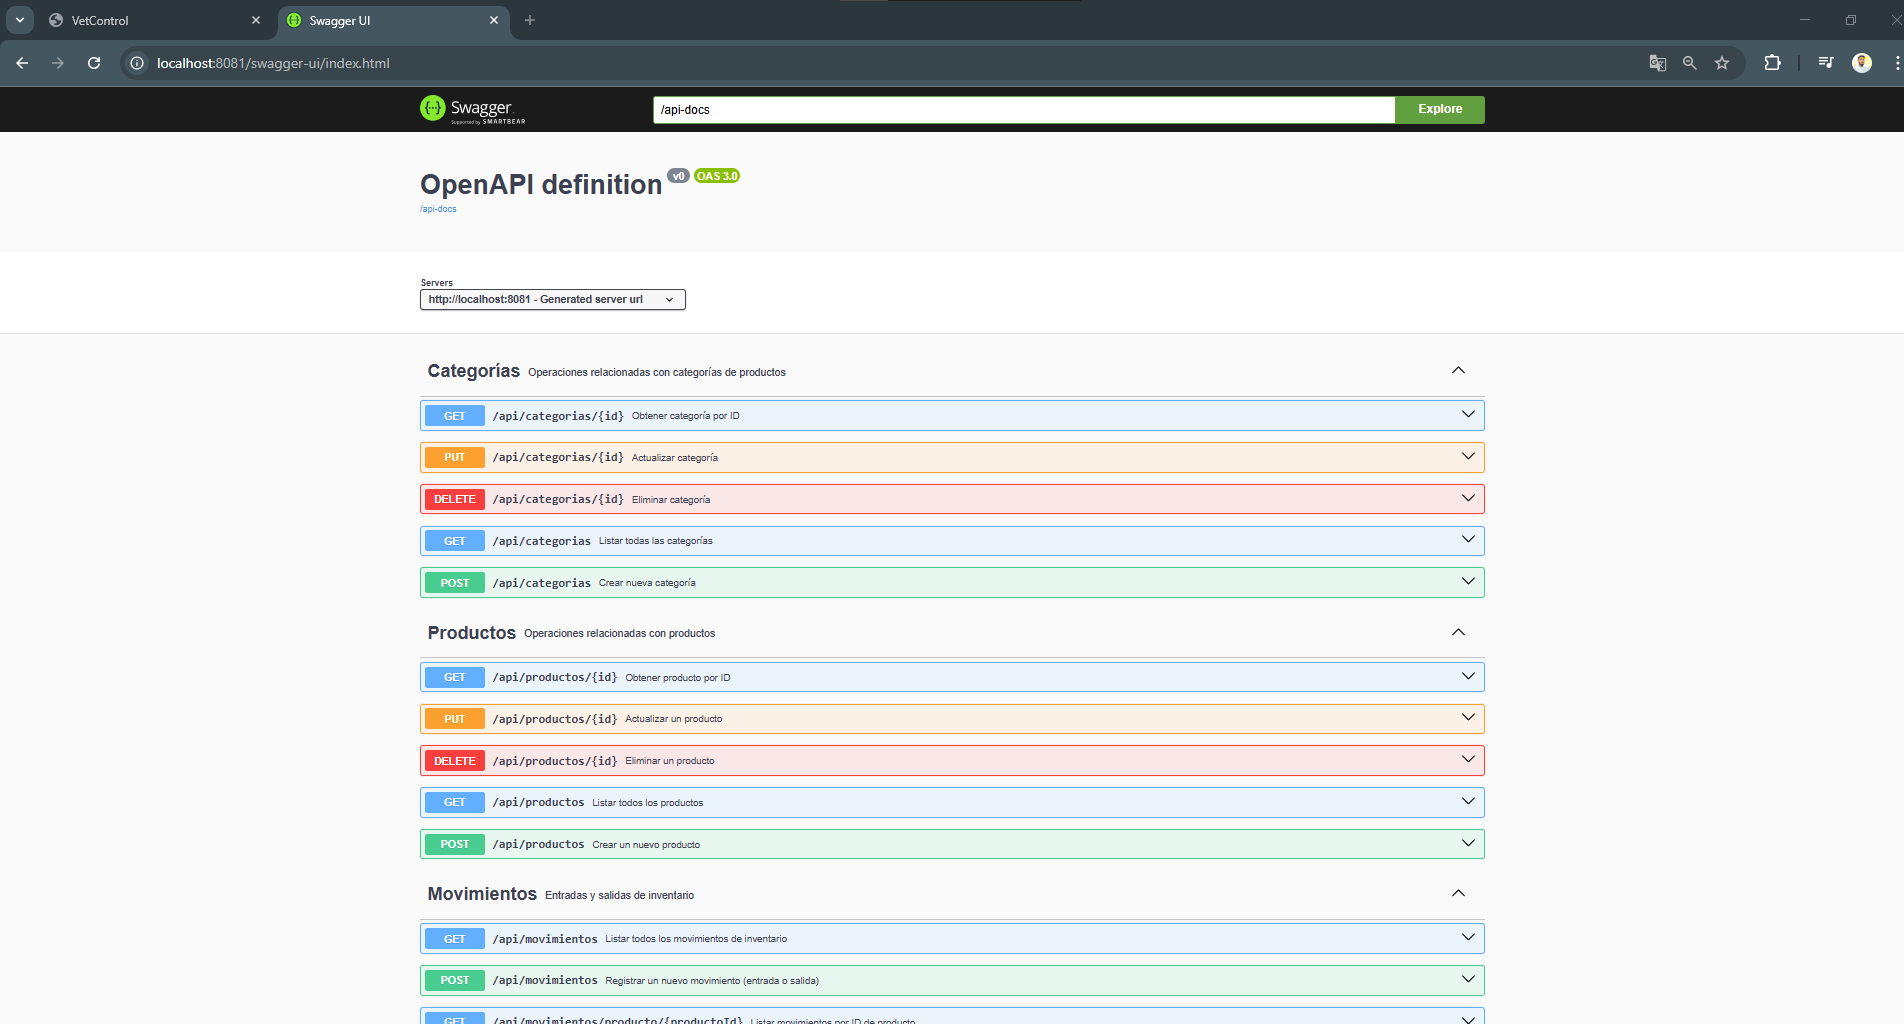 VetControl
Swagger UI
localhost:8081/swagger-ui/index.html
Swagger
Supported by SMARTBEAR
/api-docs
Explore
OpenAPI definition v0 OAS 3.0
/api-docs
Servers
http://localhost:8081 - Generated server url
Categorías Operaciones relacionadas con categorías de productos
GET /api/categorias/{id} Obtener categoría por ID
PUT /api/categorias/{id} Actualizar categoría
DELETE /api/categorias/{id} Eliminar categoría
GET /api/categorias Listar todas las categorías
POST /api/categorias Crear nueva categoría
Productos Operaciones relacionadas con productos
GET /api/productos/{id} Obtener producto por ID
PUT /api/productos/{id} Actualizar un producto
DELETE /api/productos/{id} Eliminar un producto
GET /api/productos Listar todos los productos
POST /api/productos Crear un nuevo producto
Movimientos Entradas y salidas de inventario
GET /api/movimientos Listar todos los movimientos de inventario
POST /api/movimientos Registrar un nuevo movimiento (entrada o salida)
GET /api/movimientos/producto/{productoId} Listar movimientos por ID de producto